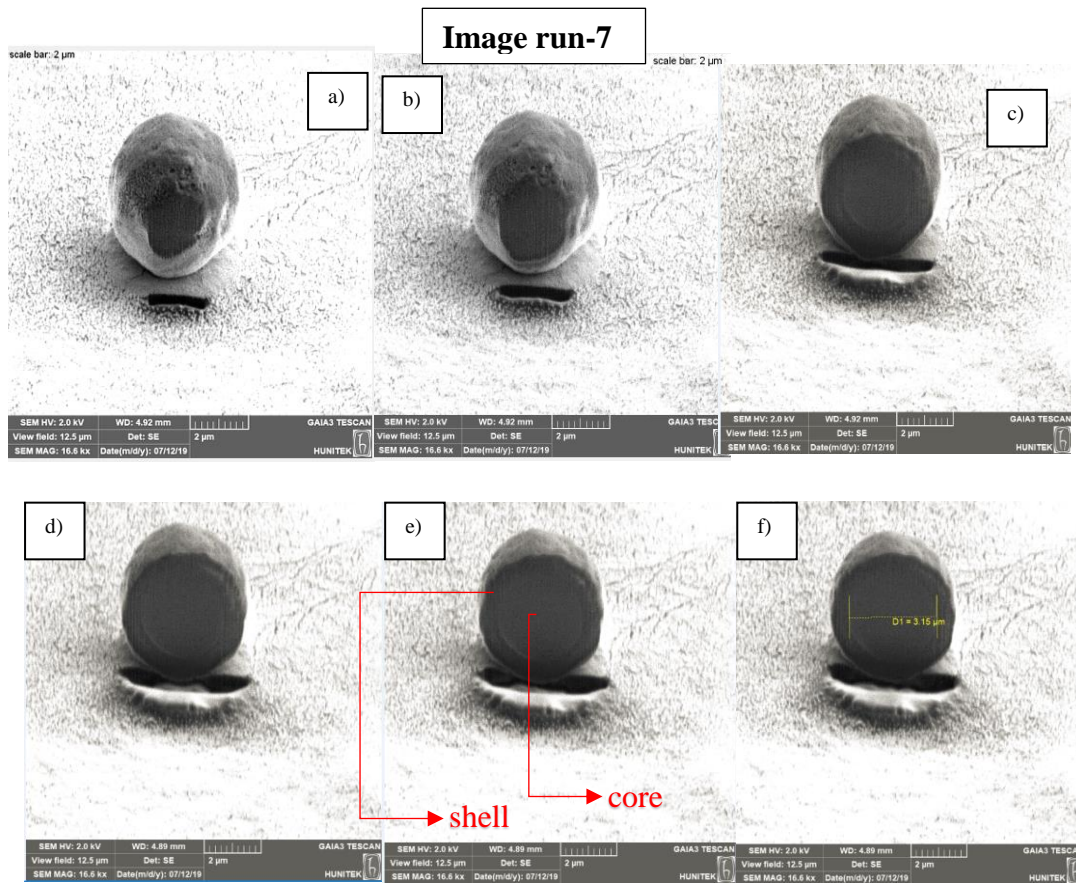 Image run-7
scale bar: 2 µm
scale bar: 2 µm
a)
b)
c)
SEM HV: 2.0 kV WD: 4.92 mm GAIA3 TESCAN
View field: 12.5 µm Det: SE 2 µm
SEM MAG: 16.6 kx Date(m/d/y): 07/12/19 HUNITEK
SEM HV: 2.0 kV WD: 4.92 mm GAIA3 TESCAN
View field: 12.5 µm Det: SE 2 µm
SEM MAG: 16.6 kx Date(m/d/y): 07/12/19 HUNITEK
SEM HV: 2.0 kV WD: 4.92 mm GAIA3 TESCAN
View field: 12.5 µm Det: SE 2 µm
SEM MAG: 16.6 kx Date(m/d/y): 07/12/19 HUNITEK
d)
e)
f)
D1 = 3.15 µm
core
shell
SEM HV: 2.0 kV WD: 4.89 mm GAIA3 TESCAN
View field: 12.5 µm Det: SE 2 µm
SEM MAG: 16.6 kx Date(m/d/y): 07/12/19 HUNITEK
SEM HV: 2.0 kV WD: 4.89 mm GAIA3 TESCAN
View field: 12.5 µm Det: SE 2 µm
SEM MAG: 16.6 kx Date(m/d/y): 07/12/19 HUNITEK
SEM HV: 2.0 kV WD: 4.89 mm GAIA3 TESCAN
View field: 12.5 µm Det: SE 2 µm
SEM MAG: 16.6 kx Date(m/d/y): 07/12/19 HUNITEK